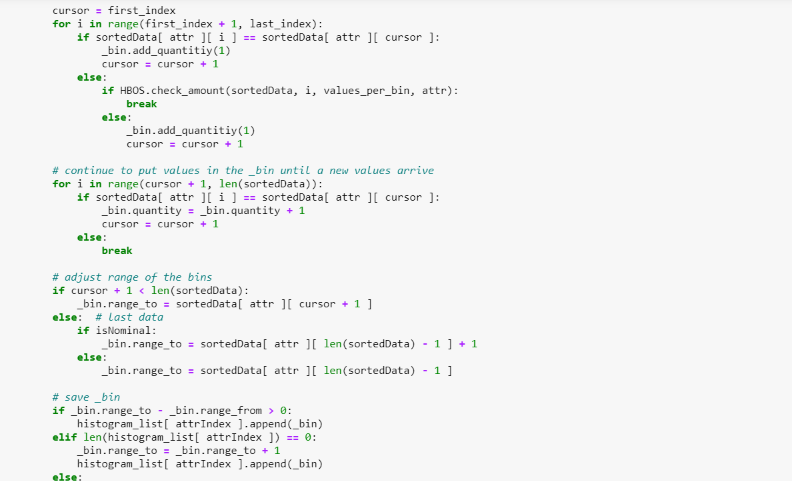 cursor = first_index
for i in range(first_index + 1, last_index):
    if sortedData[ attr ][ i ] == sortedData[ attr ][ cursor ]:
        _bin.add_quantitiy(1)
        cursor = cursor + 1
    else:
        if HBOS.check_amount(sortedData, i, values_per_bin, attr):
            break
        else:
            _bin.add_quantitiy(1)
            cursor = cursor + 1

# continue to put values in the _bin until a new values arrive
for i in range(cursor + 1, len(sortedData)):
    if sortedData[ attr ][ i ] == sortedData[ attr ][ cursor ]:
        _bin.quantity = _bin.quantity + 1
        cursor = cursor + 1
    else:
        break

# adjust range of the bins
if cursor + 1 < len(sortedData):
    _bin.range_to = sortedData[ attr ][ cursor + 1 ]
else:  # last data
    if isNominal:
        _bin.range_to = sortedData[ attr ][ len(sortedData) - 1 ] + 1
    else:
        _bin.range_to = sortedData[ attr ][ len(sortedData) - 1 ]

# save _bin
if _bin.range_to - _bin.range_from > 0:
    histogram_list[ attrIndex ].append(_bin)
elif len(histogram_list[ attrIndex ]) == 0:
    _bin.range_to = _bin.range_to + 1
    histogram_list[ attrIndex ].append(_bin)
else: